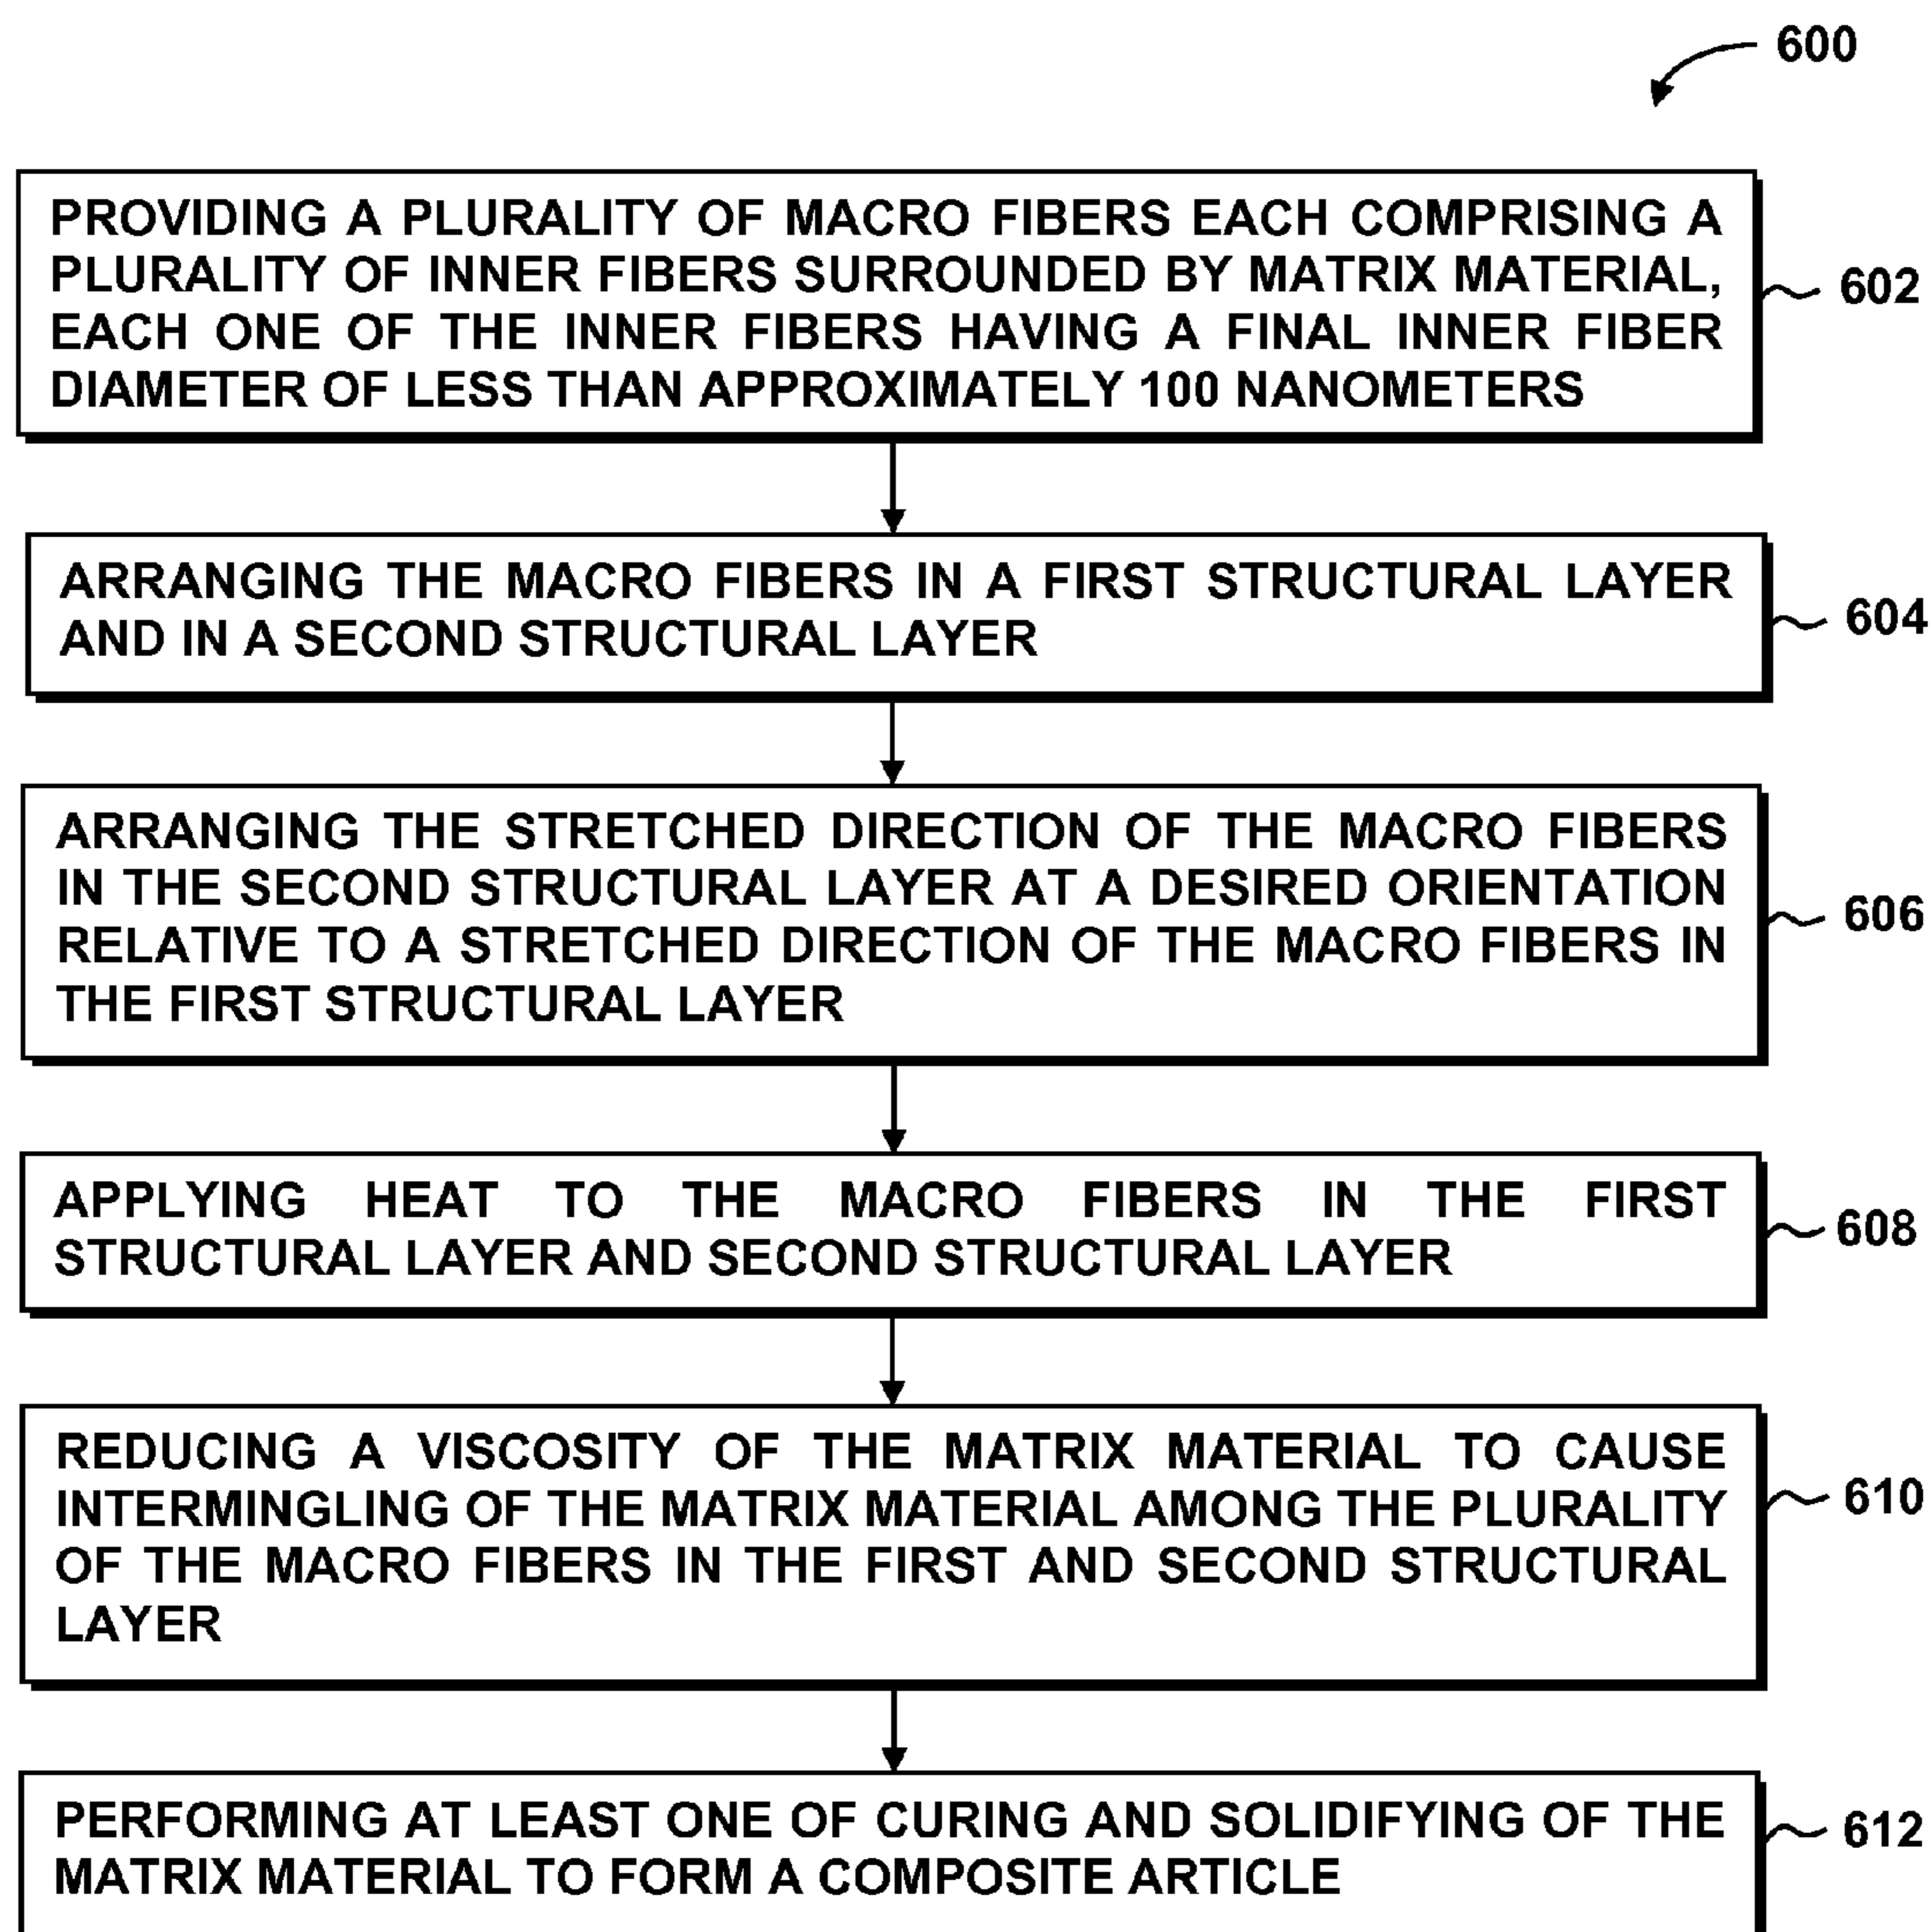 600
PROVIDING A PLURALITY OF MACRO FIBERS EACH COMPRISING A
PLURALITY OF INNER FIBERS SURROUNDED BY MATRIX MATERIAL,
EACH ONE OF THE INNER FIBERS HAVING A FINAL INNER FIBER
DIAMETER OF LESS THAN APPROXIMATELY 100 NANOMETERS
602
ARRANGING THE MACRO FIBERS IN A FIRST STRUCTURAL LAYER
AND IN A SECOND STRUCTURAL LAYER
604
ARRANGING THE STRETCHED DIRECTION OF THE MACRO FIBERS
IN THE SECOND STRUCTURAL LAYER AT A DESIRED ORIENTATION
RELATIVE TO A STRETCHED DIRECTION OF THE MACRO FIBERS IN
THE FIRST STRUCTURAL LAYER
606
APPLYING HEAT TO THE MACRO FIBERS IN THE FIRST
STRUCTURAL LAYER AND SECOND STRUCTURAL LAYER
608
REDUCING A VISCOSITY OF THE MATRIX MATERIAL TO CAUSE
INTERMINGLING OF THE MATRIX MATERIAL AMONG THE PLURALITY
OF THE MACRO FIBERS IN THE FIRST AND SECOND STRUCTURAL
LAYER
610
PERFORMING AT LEAST ONE OF CURING AND SOLIDIFYING OF THE
MATRIX MATERIAL TO FORM A COMPOSITE ARTICLE
612